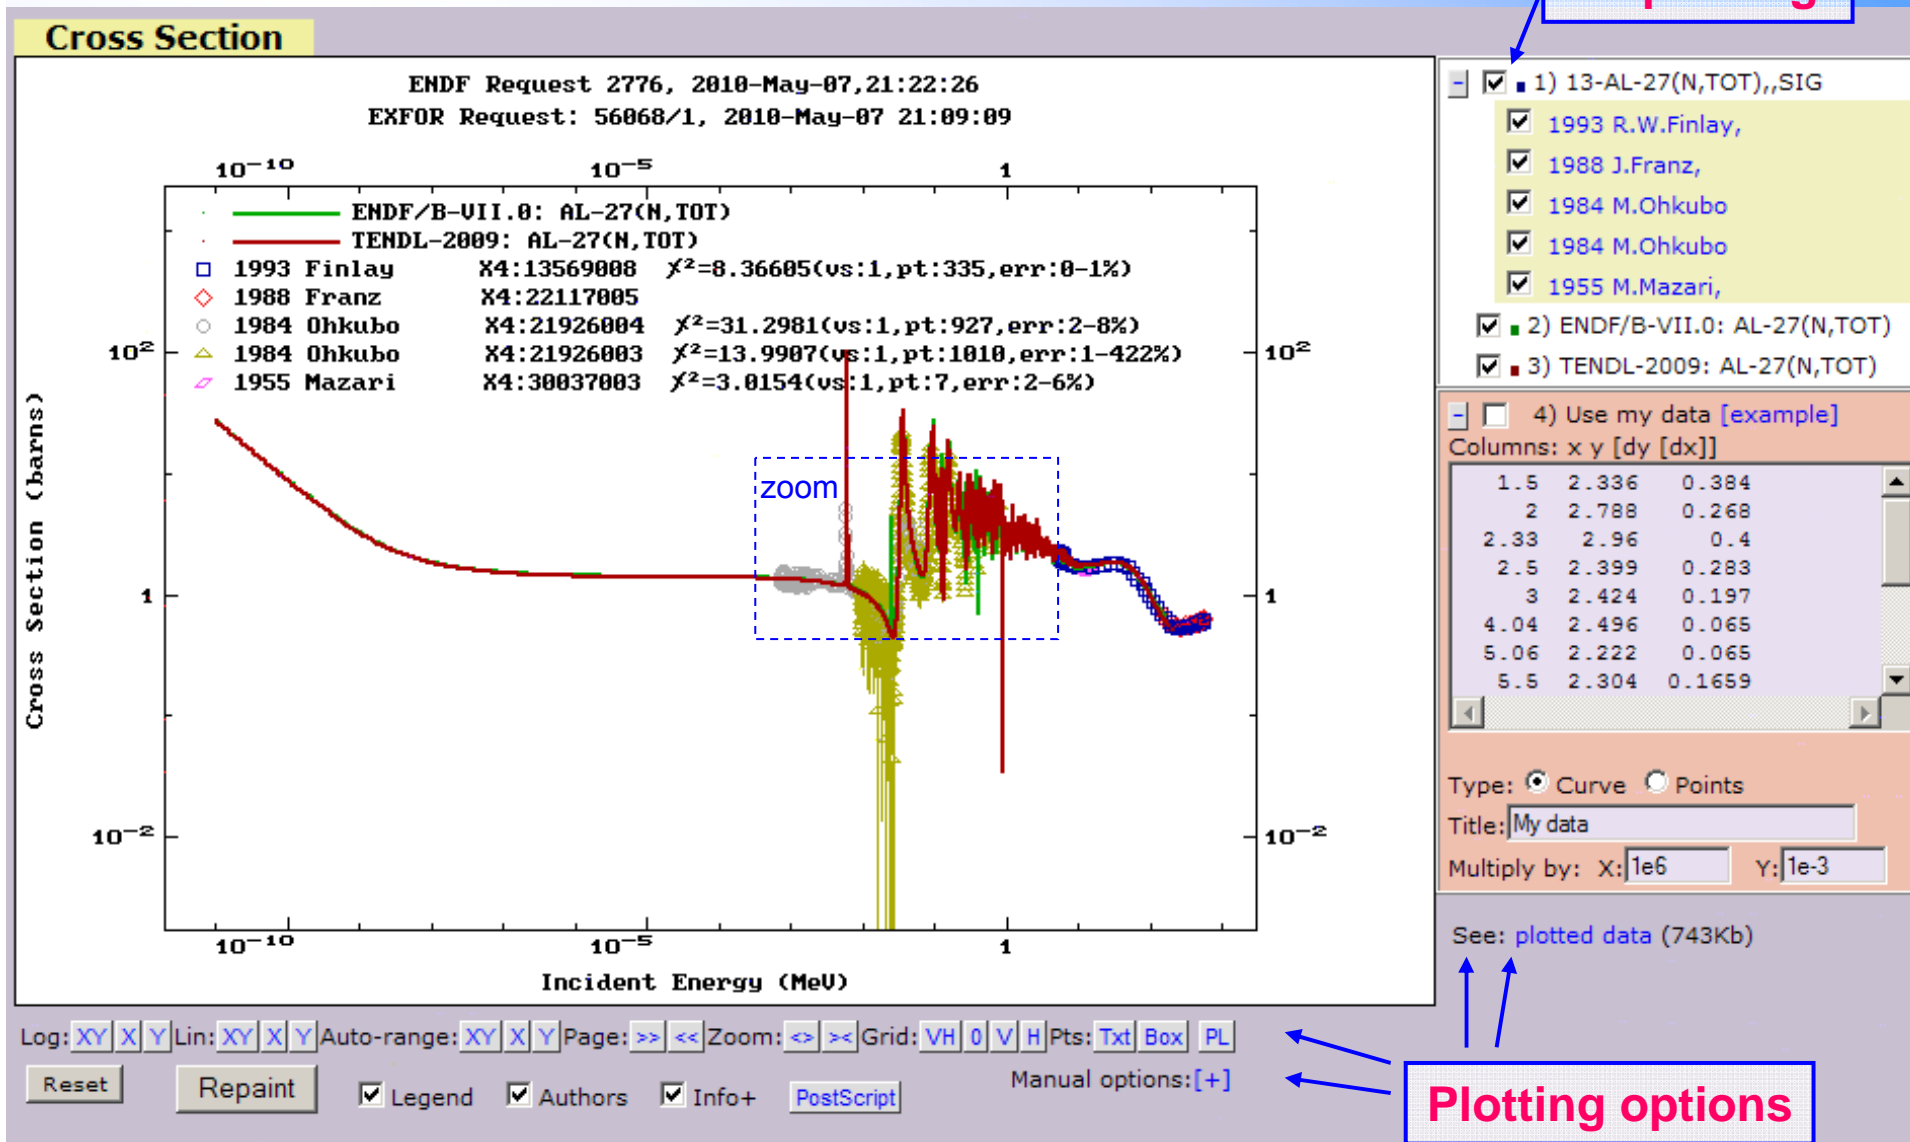 Cross Section
ENDF Request 2776, 2010-May-07,21:22:26
EXFOR Request: 56068/1, 2010-May-07 21:09:09
10-10 10-5 1
ENDF/B-VII.0: AL-27(N,TOT)
TENDL-2009: AL-27(N,TOT)
1993 Finlay X4:13569008 χ²=8.36605(vs:1,pt:335,err:0-1%)
1988 Franz X4:22117005
1984 Ohkubo X4:21926004 χ²=31.2981(vs:1,pt:927,err:2-8%)
1984 Ohkubo X4:21926003 χ²=13.9907(vs:1,pt:1010,err:1-422%)
1955 Mazari X4:30037003 χ²=3.0154(vs:1,pt:7,err:2-6%)
10² 10²
zoom
1 1
10-2 10-2
Cross Section (barns)
10-10 10-5 1
Incident Energy (MeV)
1) 13-AL-27(N,TOT),,SIG
1993 R.W.Finlay,
1988 J.Franz,
1984 M.Ohkubo
1984 M.Ohkubo
1955 M.Mazari,
2) ENDF/B-VII.0: AL-27(N,TOT)
3) TENDL-2009: AL-27(N,TOT)
4) Use my data [example]
Columns: x y [dy [dx]]
1.5 2.336 0.384
2 2.788 0.268
2.33 2.96 0.4
2.5 2.399 0.283
3 2.424 0.197
4.04 2.496 0.065
5.06 2.222 0.065
5.5 2.304 0.1659
Type: Curve Points
Title: My data
Multiply by: X: 1e6 Y: 1e-3
See: plotted data (743Kb)
Log: XY X Y Lin: XY X Y Auto-range: XY X Y Page: >> << Zoom: <> >< Grid: VH 0 V H Pts: Txt Box PL
Reset Repaint Legend Authors Info+ PostScript Manual options:[+]
Plotting options